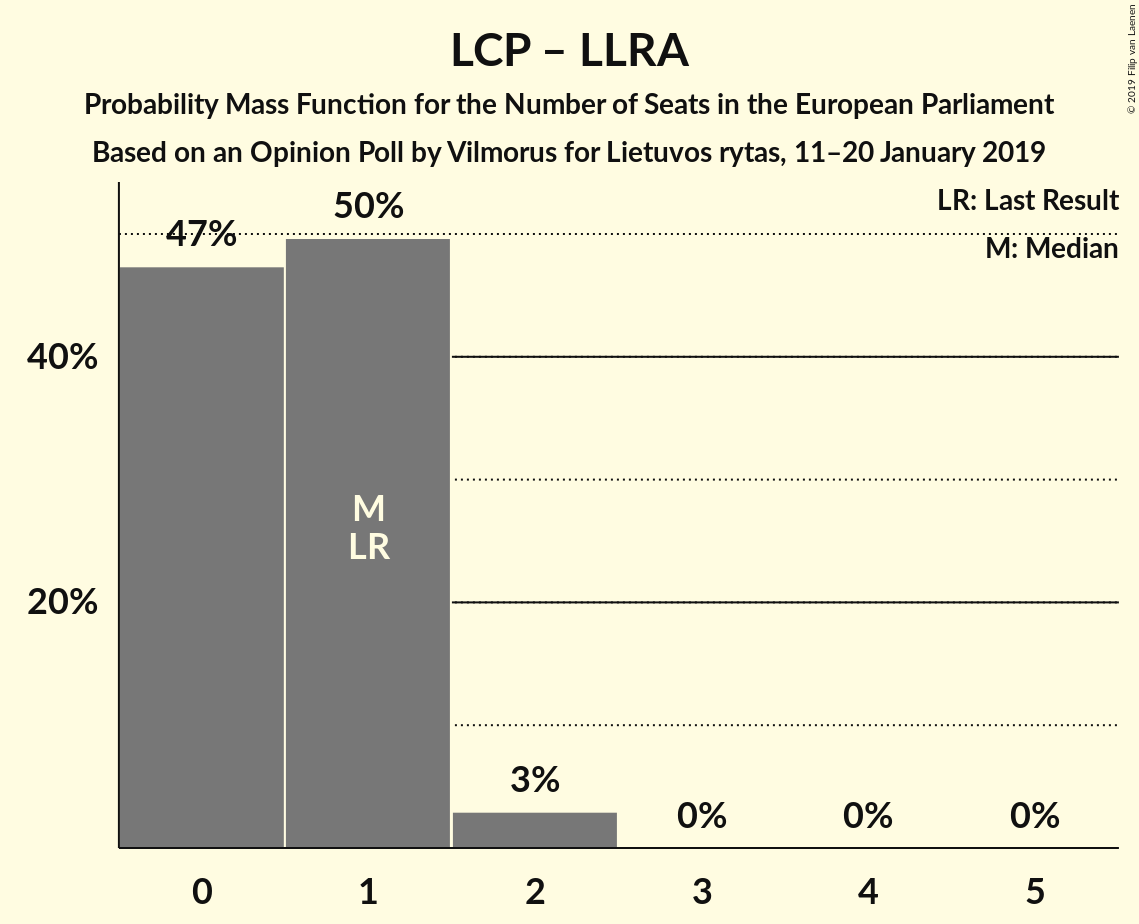 LCP – LLRA
Probability Mass Function for the Number of Seats in the European Parliament
Based on an Opinion Poll by Vilmorus for Lietuvos rytas, 11–20 January 2019
© 2019 Filip van Laenen
LR: Last Result
M: Median
47%
50%
40%
M
LR
20%
3%
0%
0%
0%
0
1
2
3
4
5